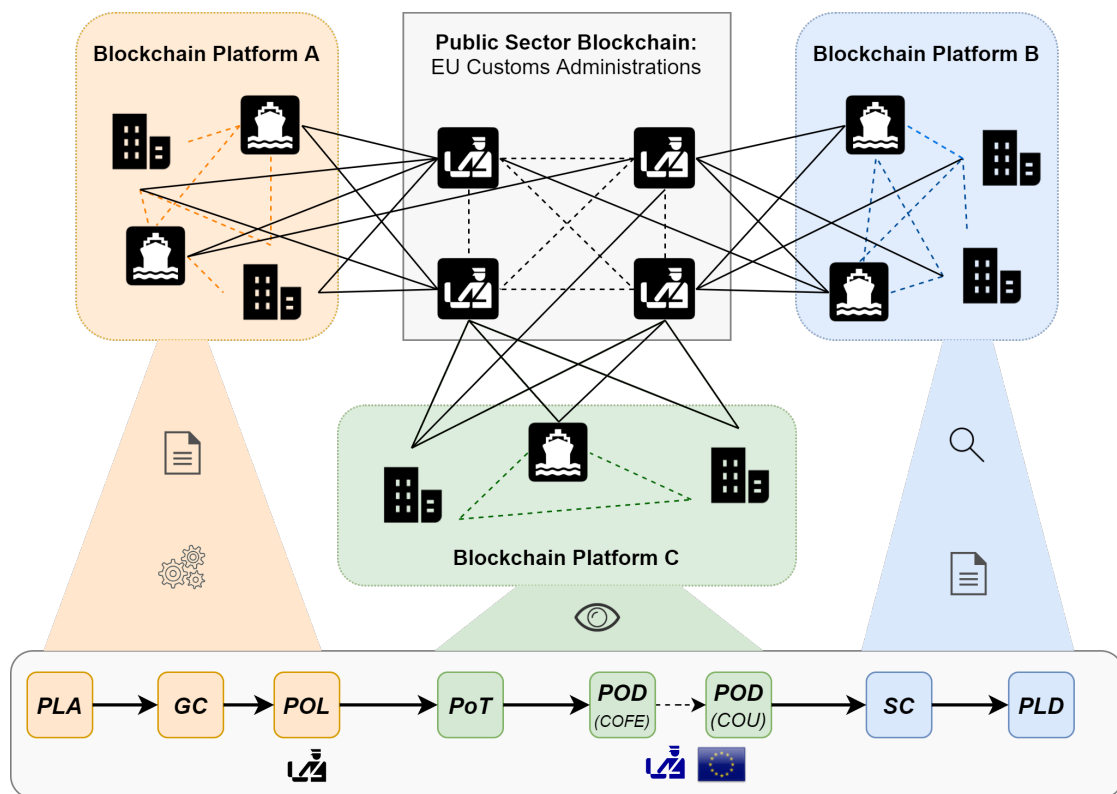 Blockchain Platform A
Public Sector Blockchain:
EU Customs Administrations
Blockchain Platform B
Blockchain Platform C
PLA
GC
POL
PoT
POD
(COFE)
POD
(COU)
SC
PLD